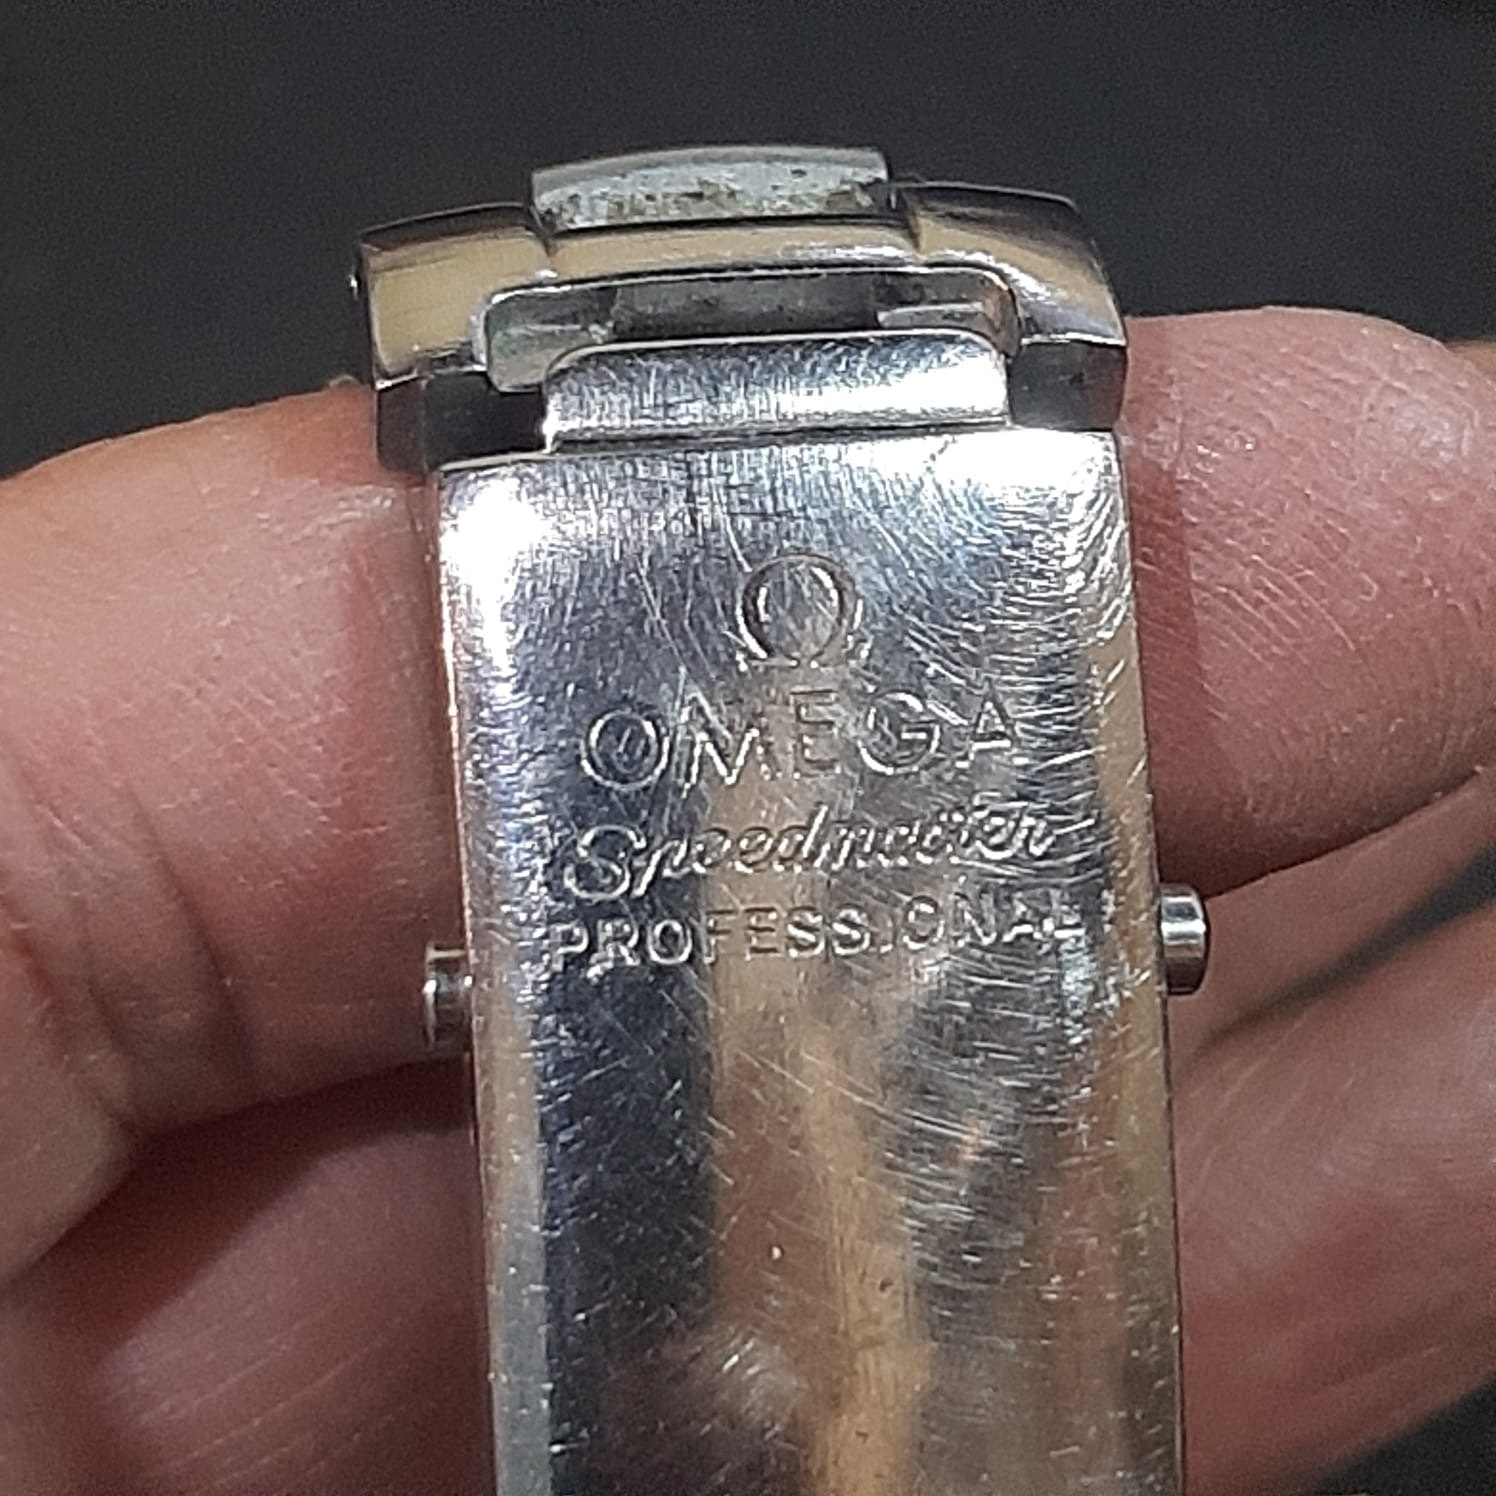 Ω
OMEGA
Speedmaster
PROFESSIONAL